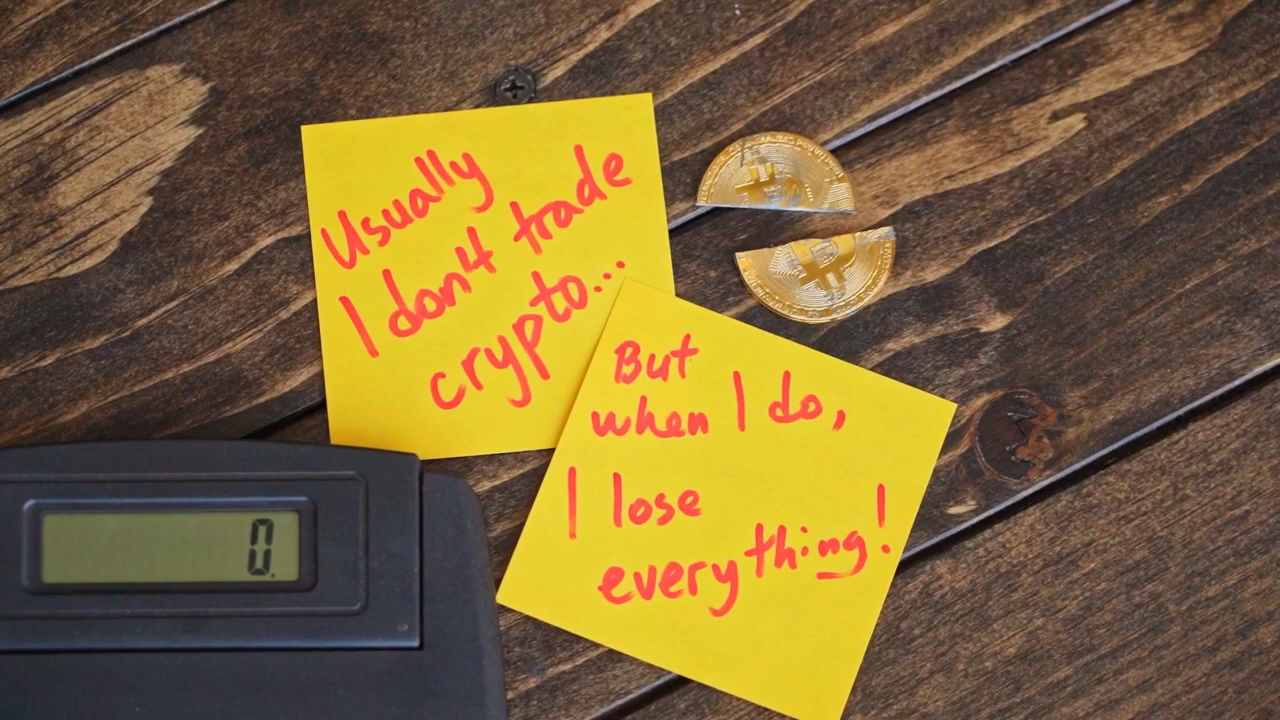 Usually
I don't trade
crypto...
But
when I do,
I lose
everything!
0.